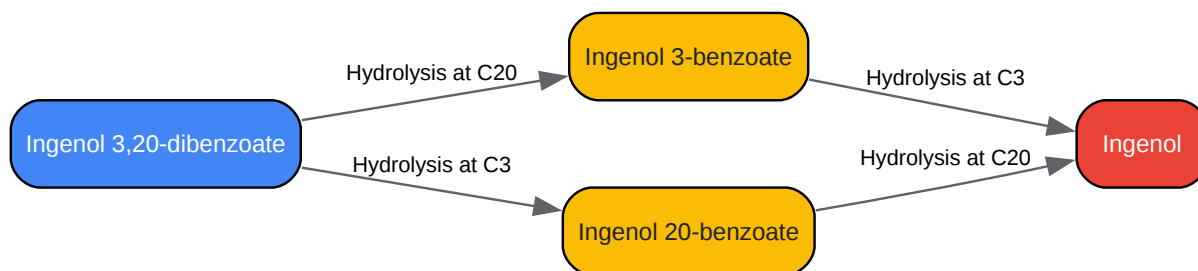 Ingenol 3,20-dibenzoate
Hydrolysis at C20
Hydrolysis at C3
Ingenol 3-benzoate
Ingenol 20-benzoate
Hydrolysis at C3
Hydrolysis at C20
Ingenol